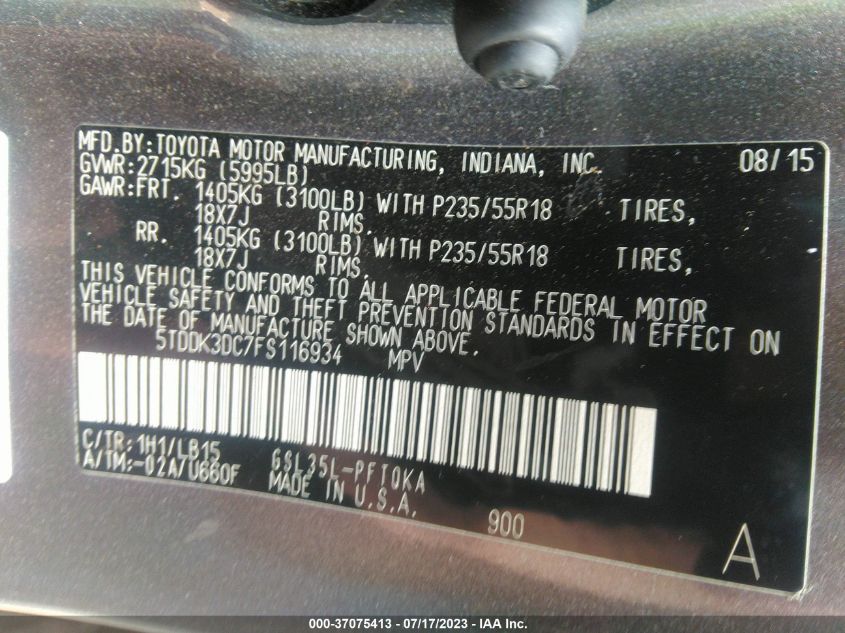 MFD.BY:TOYOTA MOTOR MANUFACTURING, INDIANA, INC. 08/15
GVWR:2715KG (5995LB)
GAWR:FRT. 1405KG (3100LB) WITH P235/55R18 TIRES,
18X7J RIMS.
RR. 1405KG (3100LB) WITH P235/55R18 TIRES,
18X7J RIMS.
THIS VEHICLE CONFORMS TO ALL APPLICABLE FEDERAL MOTOR
VEHICLE SAFETY AND THEFT PREVENTION STANDARDS IN EFFECT ON
THE DATE OF MANUFACTURE SHOWN ABOVE.
5TDDK3DC7FS116934 MPV
C/TR:1H1/LB15 GSL35L-PFTQKA
A/TM:-02A/U660F MADE IN U.S.A.
900
A
000-37075413 - 07/17/2023 - IAA Inc.